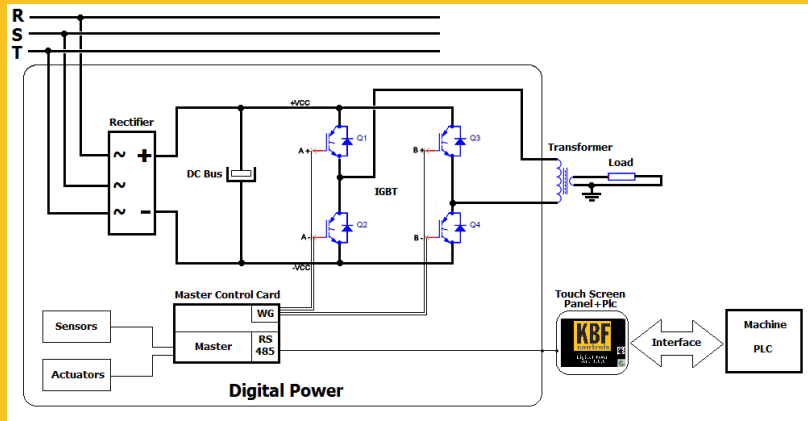 R
S
T
Rectifier
~ +
~
~ -
DC Bus
+VCC
-VCC
A+
A-
B+
B-
Q1
Q2
Q3
Q4
IGBT
Transformer
Load
Master Control Card
WG
Master
RS
485
Sensors
Actuators
Digital Power
Touch Screen
Panel+Plc
KBF
controls
Interface
Machine
PLC